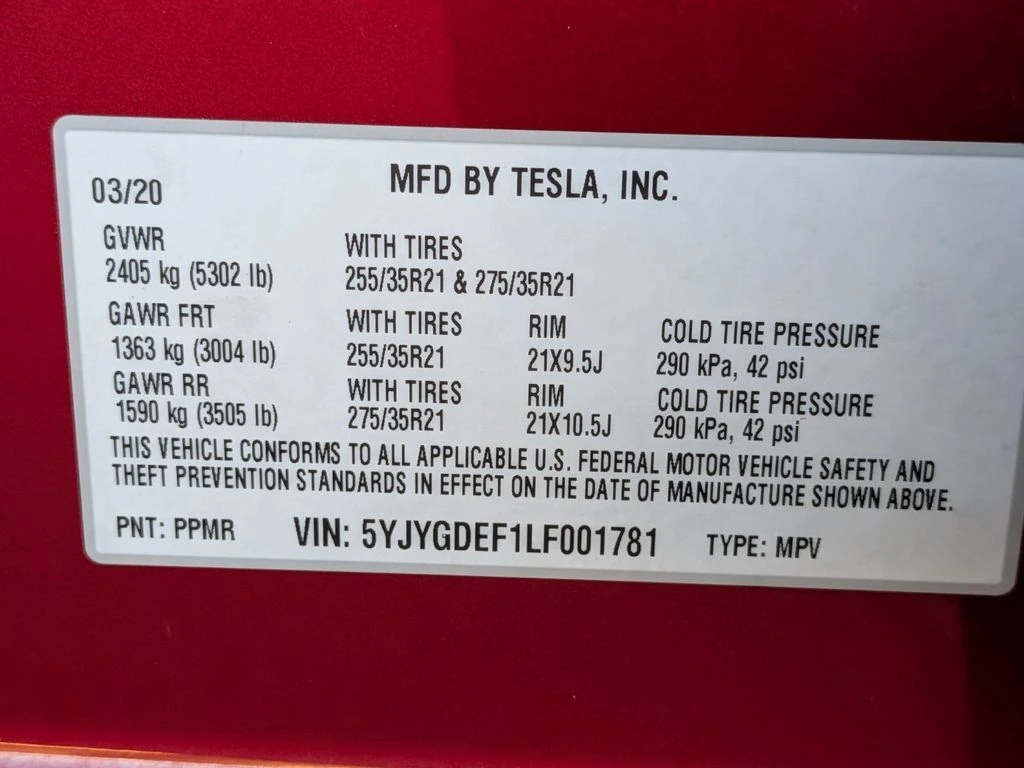 03/20 MFD BY TESLA, INC.
GVWR WITH TIRES
2405 kg (5302 lb) 255/35R21 & 275/35R21
GAWR FRT WITH TIRES RIM COLD TIRE PRESSURE
1363 kg (3004 lb) 255/35R21 21X9.5J 290 kPa, 42 psi
GAWR RR WITH TIRES RIM COLD TIRE PRESSURE
1590 kg (3505 lb) 275/35R21 21X10.5J 290 kPa, 42 psi
THIS VEHICLE CONFORMS TO ALL APPLICABLE U.S. FEDERAL MOTOR VEHICLE SAFETY AND
THEFT PREVENTION STANDARDS IN EFFECT ON THE DATE OF MANUFACTURE SHOWN ABOVE.
PNT: PPMR VIN: 5YJYGDEF1LF001781 TYPE: MPV